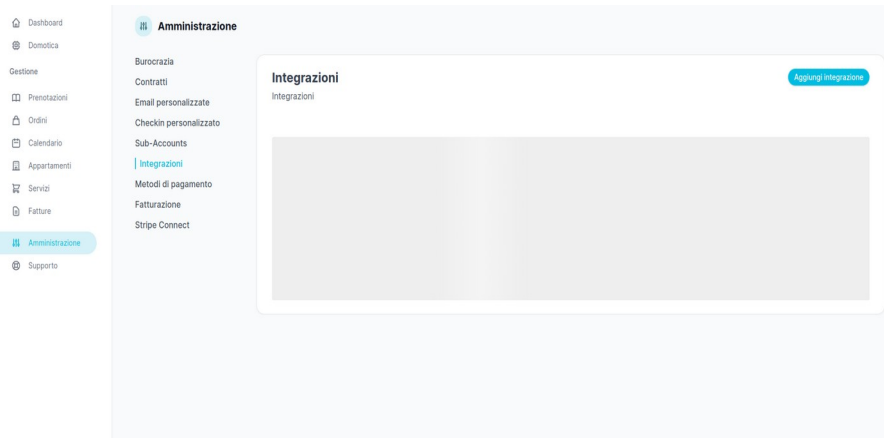 Dashboard
Domotica
Gestione
Prenotazioni
Ordini
Calendario
Appartamenti
Servizi
Fatture
Amministrazione
Supporto
Amministrazione
Burocrazia
Contratti
Email personalizzate
Checkin personalizzato
Sub-Accounts
Integrazioni
Metodi di pagamento
Fatturazione
Stripe Connect
Integrazioni
Aggiungi integrazione
Integrazioni